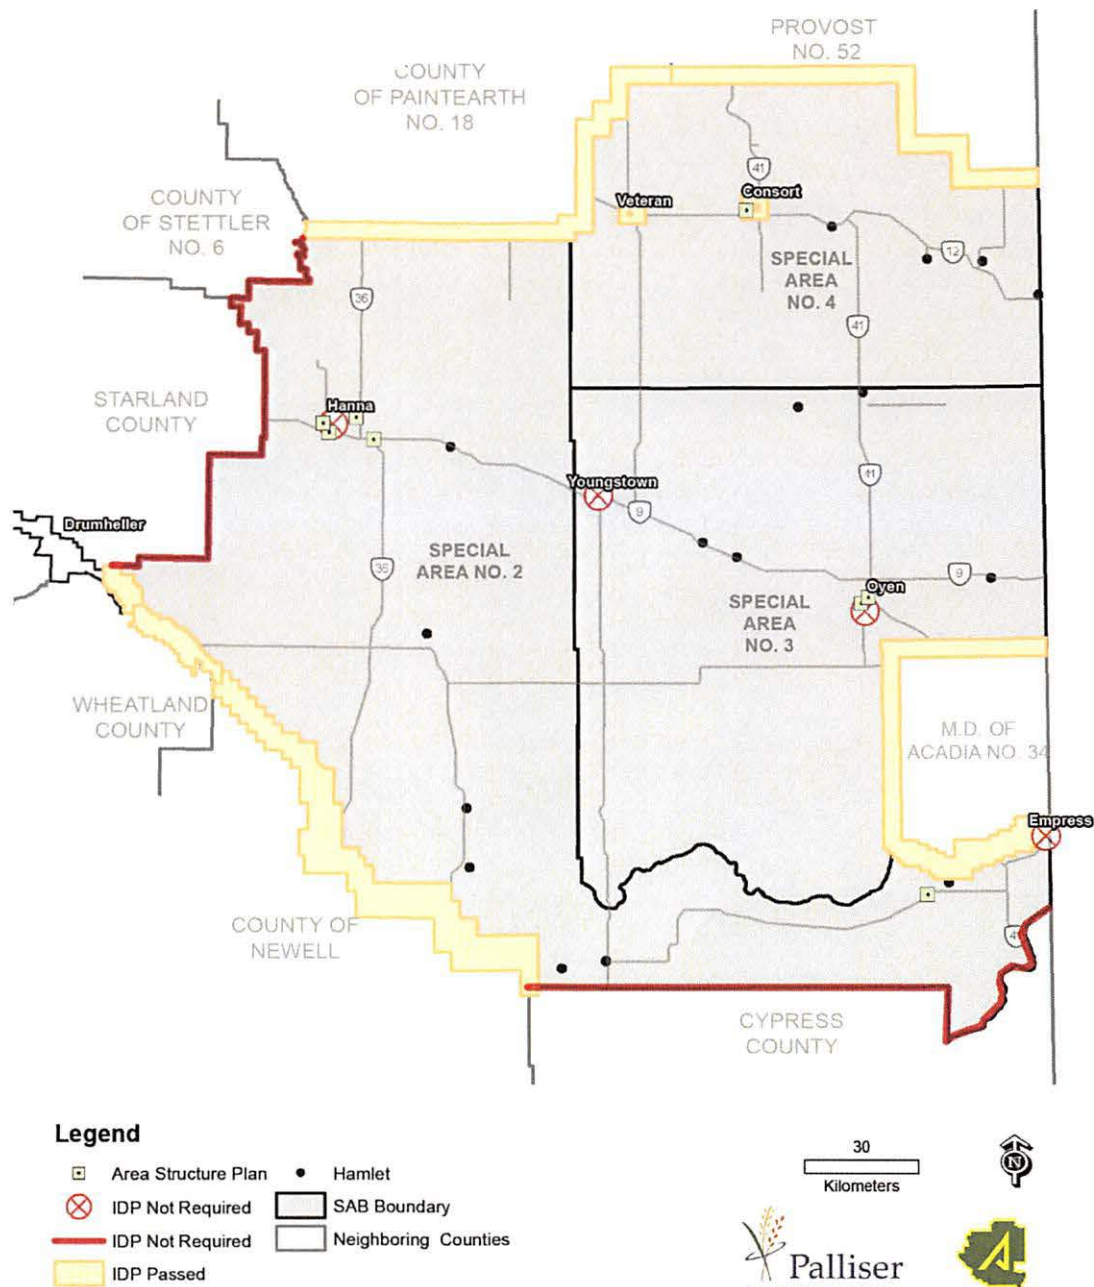 PROVOST
NO. 52
COUNTY
OF PAINTEARTH
NO. 18
COUNTY
OF STETTLER
NO. 6
41
Veteran
Consort
12
SPECIAL
AREA
NO. 4
36
41
STARLAND
COUNTY
Hanna
Youngstown
41
9
Drumheller
SPECIAL
AREA NO. 2
36
9
Oyen
SPECIAL
AREA
NO. 3
WHEATLAND
COUNTY
M.D. OF
ACADIA NO. 34
Empress
COUNTY OF
NEWELL
CYPRESS
COUNTY
Legend
Area Structure Plan
Hamlet
IDP Not Required
SAB Boundary
IDP Not Required
Neighboring Counties
IDP Passed
30
Kilometers
N
Palliser